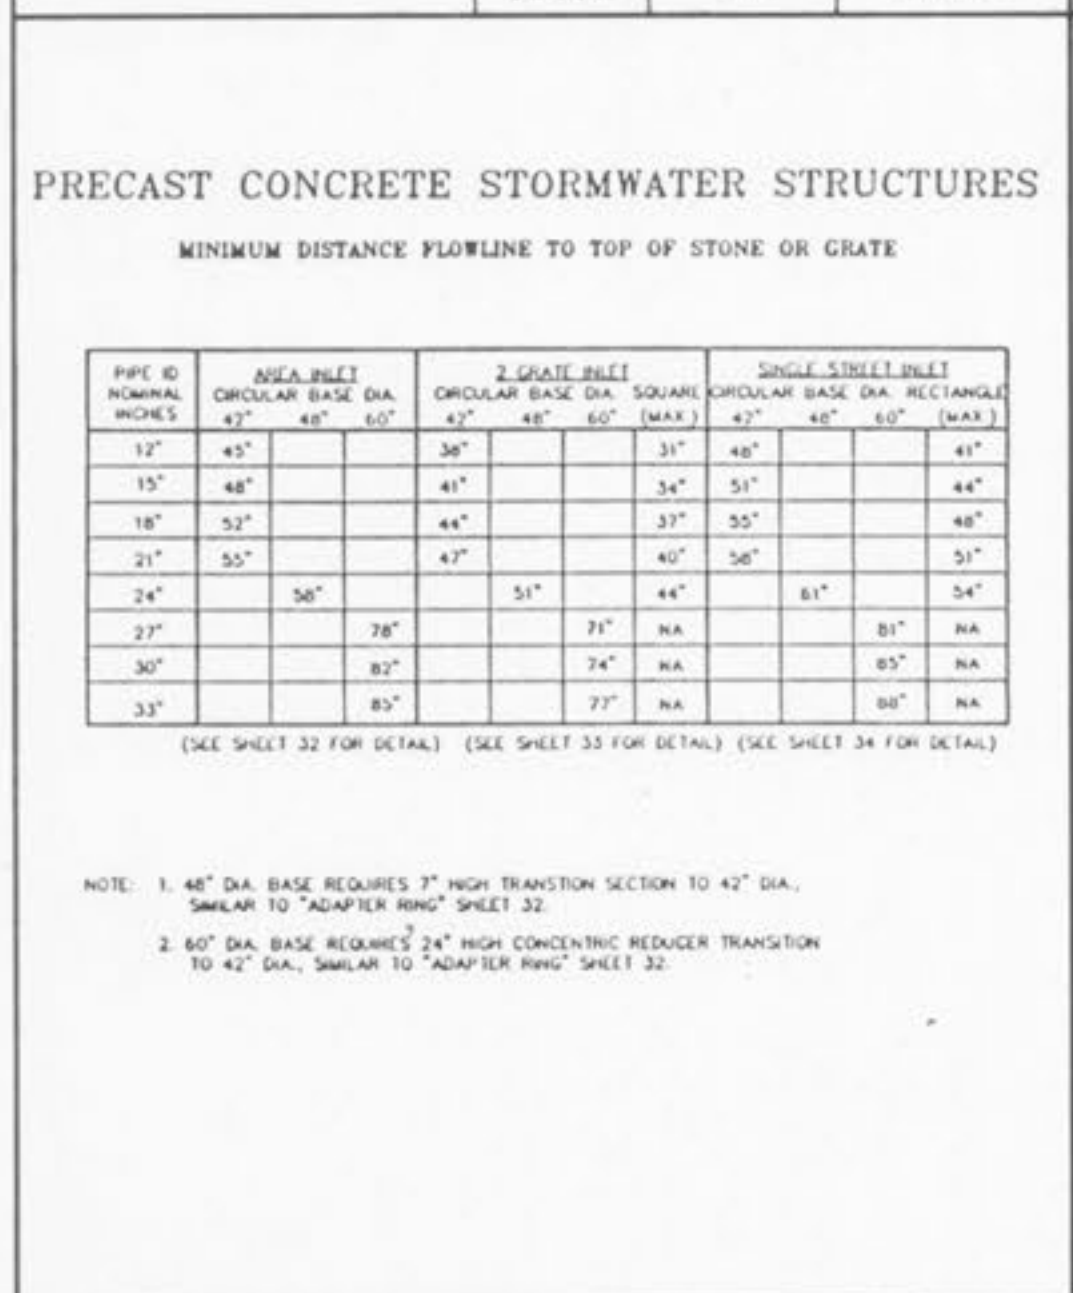 PRECAST CONCRETE STORMWATER STRUCTURES
MINIMUM DISTANCE FLOWLINE TO TOP OF STONE OR GRATE
PIPE ID NOMINAL INCHES AREA INLET CIRCULAR BASE DIA. 2 GRATE INLET CIRCULAR BASE DIA. SQUARE (MAX.) SINGLE STREET INLET CIRCULAR BASE DIA. RECTANGLE (MAX.)
42" 48" 60" 42" 48" 60" 42" 48" 60"
12" 45" 38" 31" 48" 41"
15" 48" 41" 34" 51" 44"
18" 52" 44" 37" 55" 48"
21" 55" 47" 40" 58" 51"
24" 58" 51" 44" 61" 54"
27" 78" 71" NA 81" NA
30" 82" 74" NA 85" NA
33" 85" 77" NA 88" NA
(SEE SHEET 32 FOR DETAIL) (SEE SHEET 33 FOR DETAIL) (SEE SHEET 34 FOR DETAIL)
NOTE: 1. 48" DIA. BASE REQUIRES 7" HIGH TRANSTION SECTION TO 42" DIA.,
SIMILAR TO "ADAPTER RING" SHEET 32.
2. 60" DIA. BASE REQUIRES 24" HIGH CONCENTRIC REDUCER TRANSITION
TO 42" DIA., SIMILAR TO "ADAPTER RING" SHEET 32.